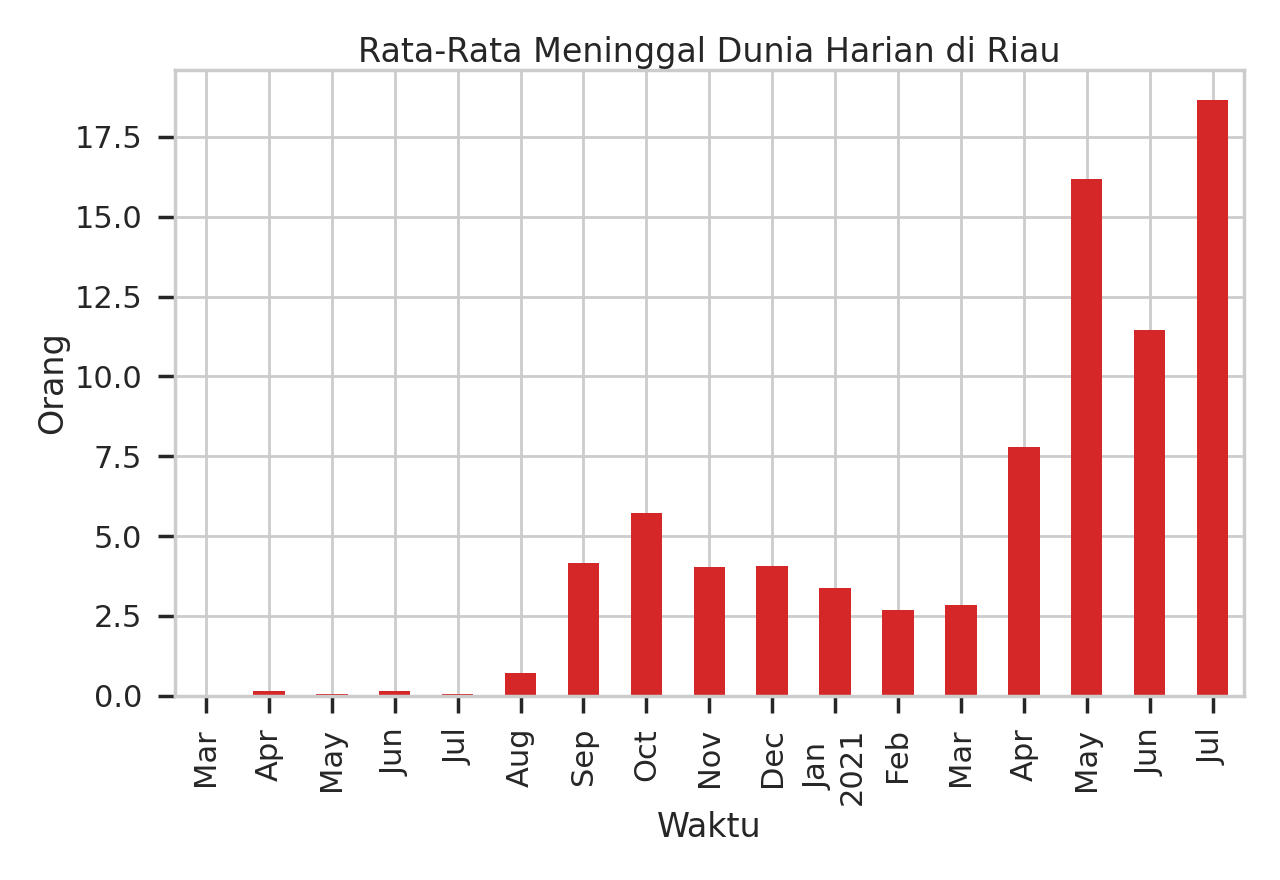 Rata-Rata Meninggal Dunia Harian di Riau
Orang
17.5
15.0
12.5
10.0
7.5
5.0
2.5
0.0
Mar
Apr
May
Jun
Jul
Aug
Sep
Oct
Nov
Dec
Jan
2021
Feb
Mar
Apr
May
Jun
Jul
Waktu